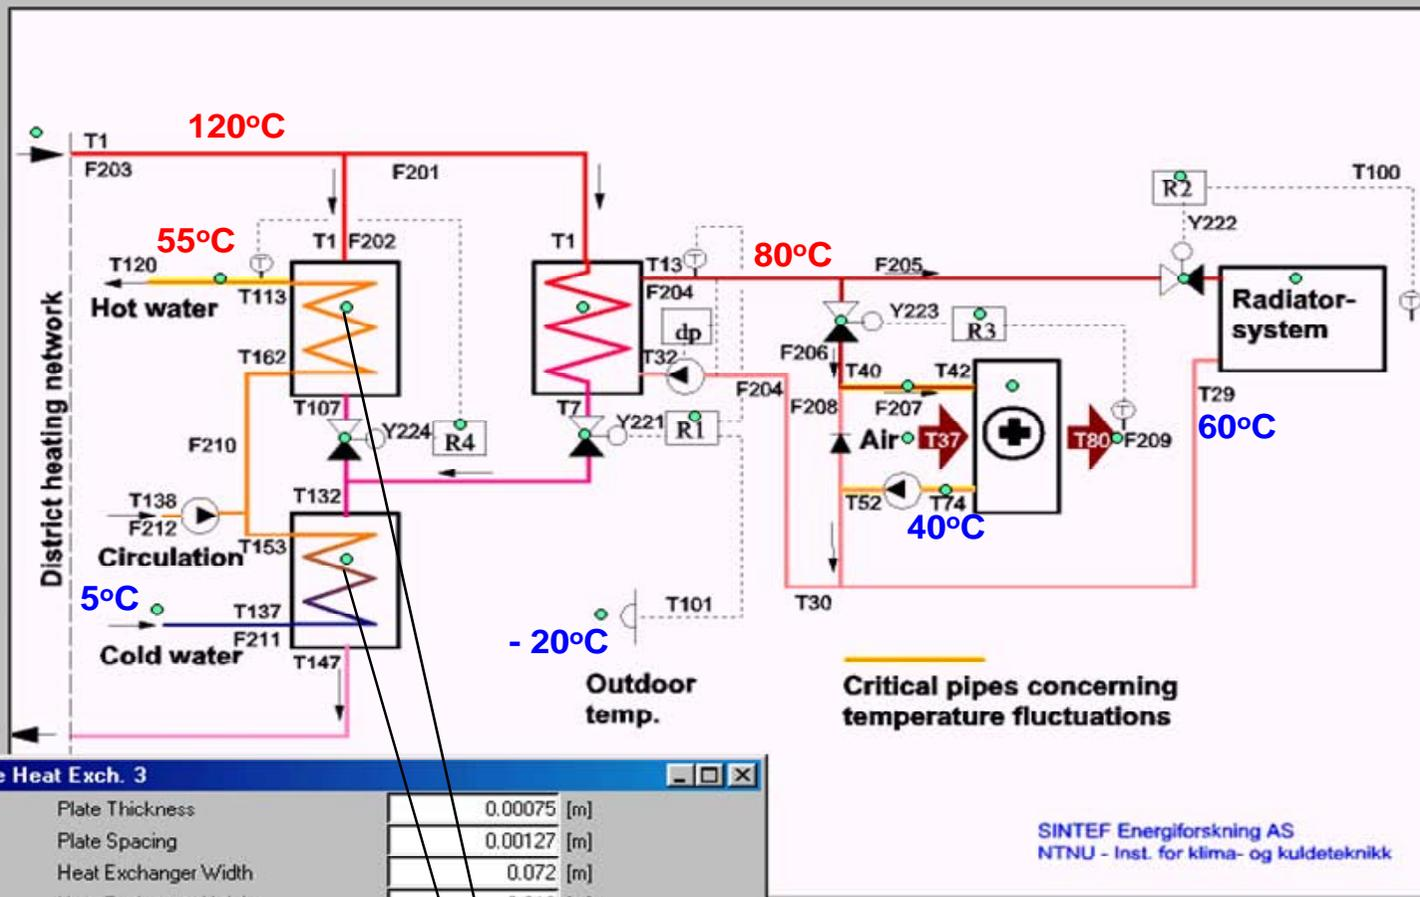 120°C
T1
F203
F201
T100
R2
Y222
55°C
T1
F202
T120
T113
Hot water
T1
T13
F204
80°C
F205
Radiator-
system
dp
Y223
R3
F206
T162
T32
F204
T40
T42
F207
F208
T29
60°C
District heating network
T107
Y224
R4
T7
Y221
R1
Air
T37
T80
F209
F210
T132
T52
T74
40°C
T138
F212
Circulation
T153
5°C
T137
F211
Cold water
T147
T101
T30
- 20°C
Outdoor
temp.
Critical pipes concerning
temperature fluctuations
e Heat Exch. 3
Plate Thickness 0.00075 [m]
Plate Spacing 0.00127 [m]
Heat Exchanger Width 0.072 [m]
SINTEF Energiforskning AS
NTNU - Inst. for klima- og kuldeteknikk